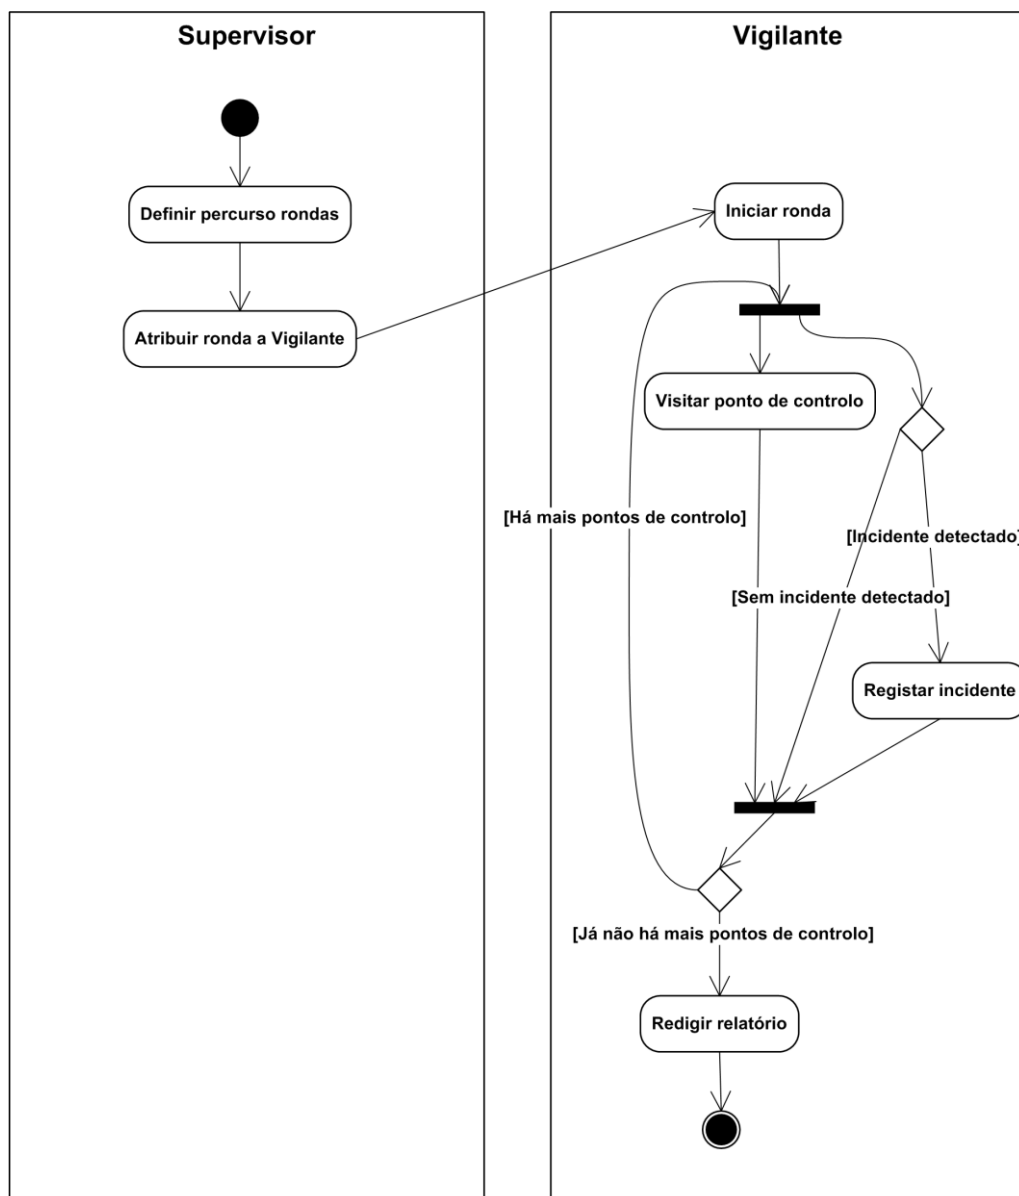 Supervisor
Vigilante
Definir percurso rondas
Iniciar ronda
Atribuir ronda a Vigilante
Visitar ponto de controlo
[Há mais pontos de controlo]
[Incidente detectado]
[Sem incidente detectado]
Registar incidente
[Já não há mais pontos de controlo]
Redigir relatório